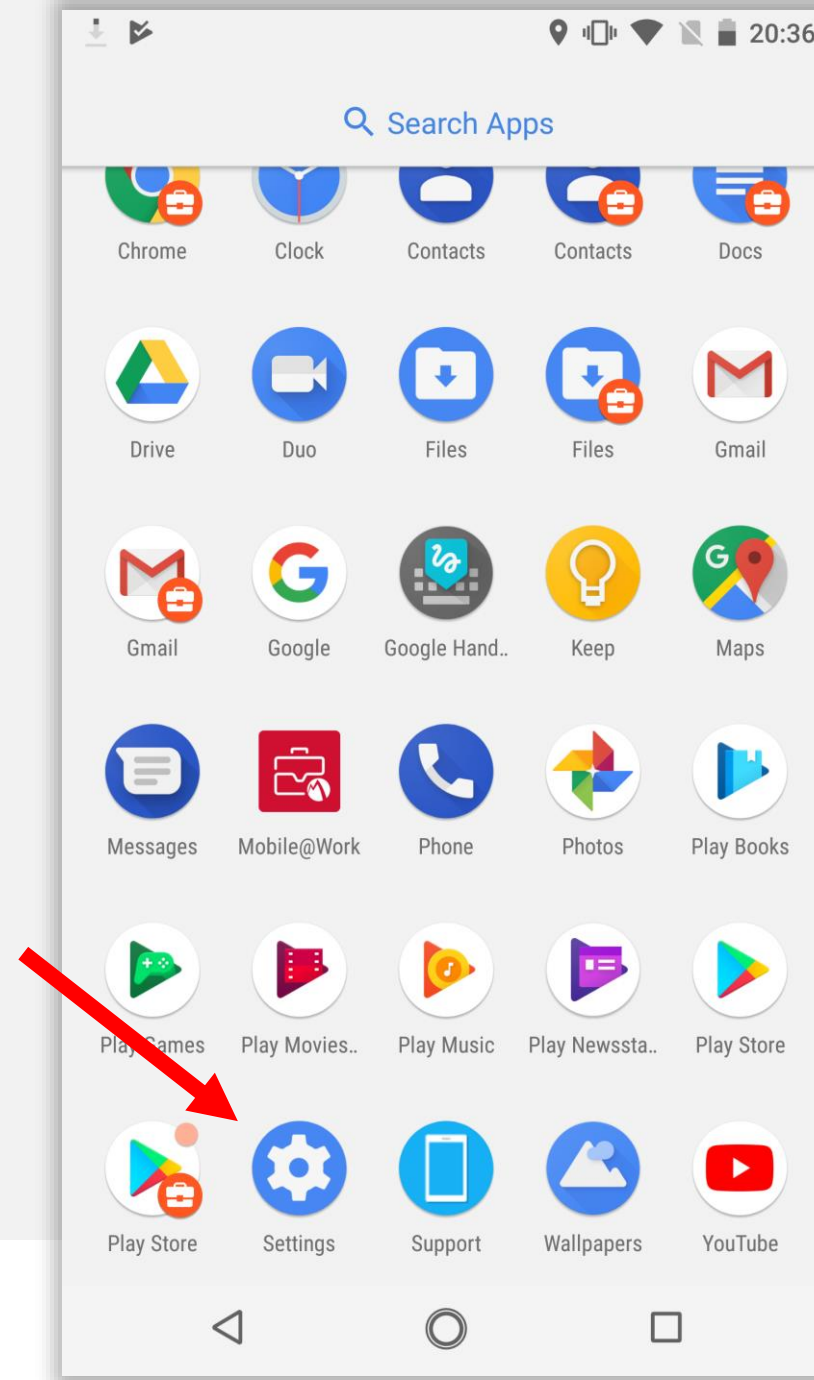 20:36
Search Apps
Chrome Clock Contacts Contacts Docs
Drive Duo Files Files Gmail
Gmail Google Google Hand.. Keep Maps
Messages Mobile@Work Phone Photos Play Books
Play Games Play Movies.. Play Music Play Newssta.. Play Store
Play Store Settings Support Wallpapers YouTube